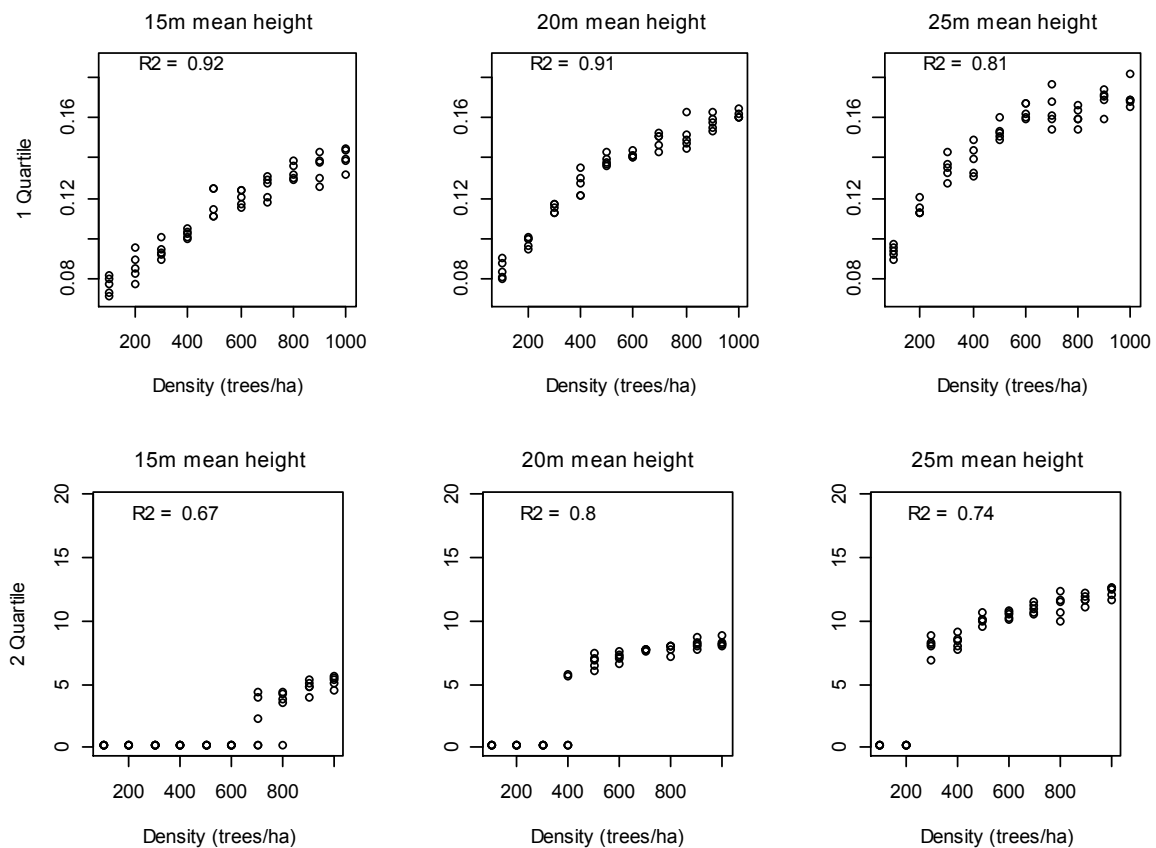 15m mean height
20m mean height
25m mean height
R2 = 0.92
R2 = 0.91
R2 = 0.81
1 Quartile
0.08 0.12 0.16
0.08 0.12 0.16
0.08 0.12 0.16
200 400 600 800 1000
200 400 600 800 1000
200 400 600 800 1000
Density (trees/ha)
Density (trees/ha)
Density (trees/ha)
15m mean height
20m mean height
25m mean height
R2 = 0.67
R2 = 0.8
R2 = 0.74
2 Quartile
0 5 10 15 20
0 5 10 15 20
0 5 10 15 20
200 400 600 800
200 400 600 800
200 400 600 800
Density (trees/ha)
Density (trees/ha)
Density (trees/ha)